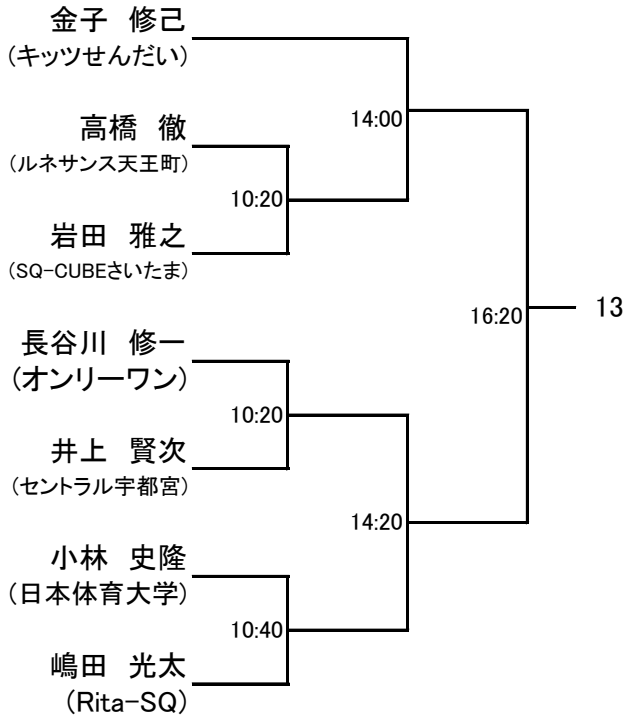 金子　修己
(キッツせんだい)
14:00
高橋　徹
(ルネサンス天王町)
10:20
岩田　雅之
(SQ-CUBEさいたま)
16:20
13
長谷川　修一
(オンリーワン)
10:20
井上　賢次
(セントラル宇都宮)
14:20
小林　史隆
(日本体育大学)
10:40
嶋田　光太
(Rita-SQ)